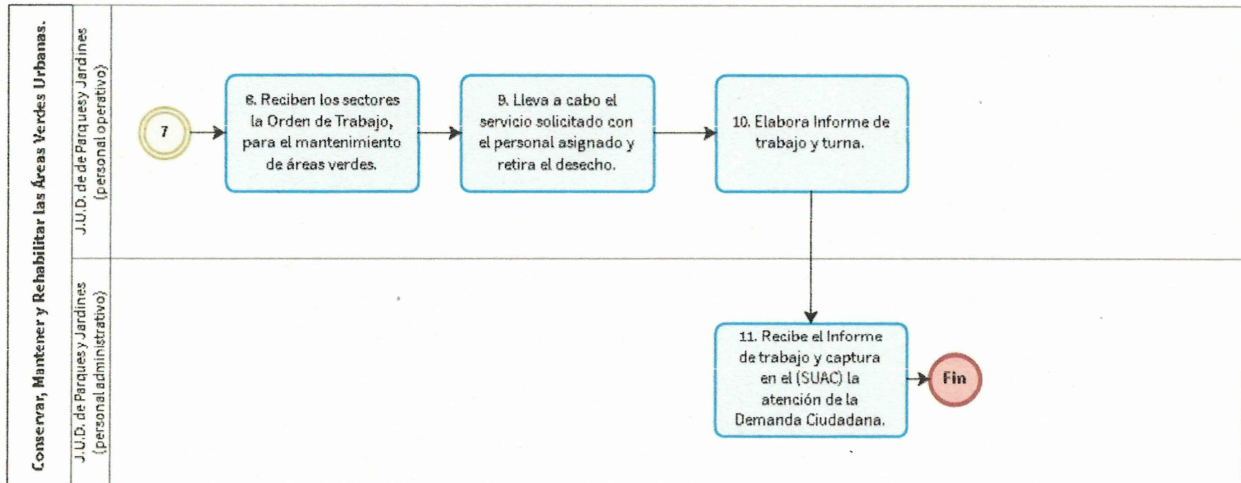 Conservar, Mantener y Rehabilitar las Áreas Verdes Urbanas.
J.U.D. de de Parques y Jardines
(personal operativo)
7
8. Reciben los sectores
la Orden de Trabajo,
para el mantenimiento
de áreas verdes.
9. Lleva a cabo el
servicio solicitado con
el personal asignado y
retira el desecho.
10. Elabora Informe de
trabajo y turna.
J.U.D. de Parques y Jardines
(personal administrativo)
11. Recibe el Informe
de trabajo y captura
en el (SUAC) la
atención de la
Demanda Ciudadana.
Fin